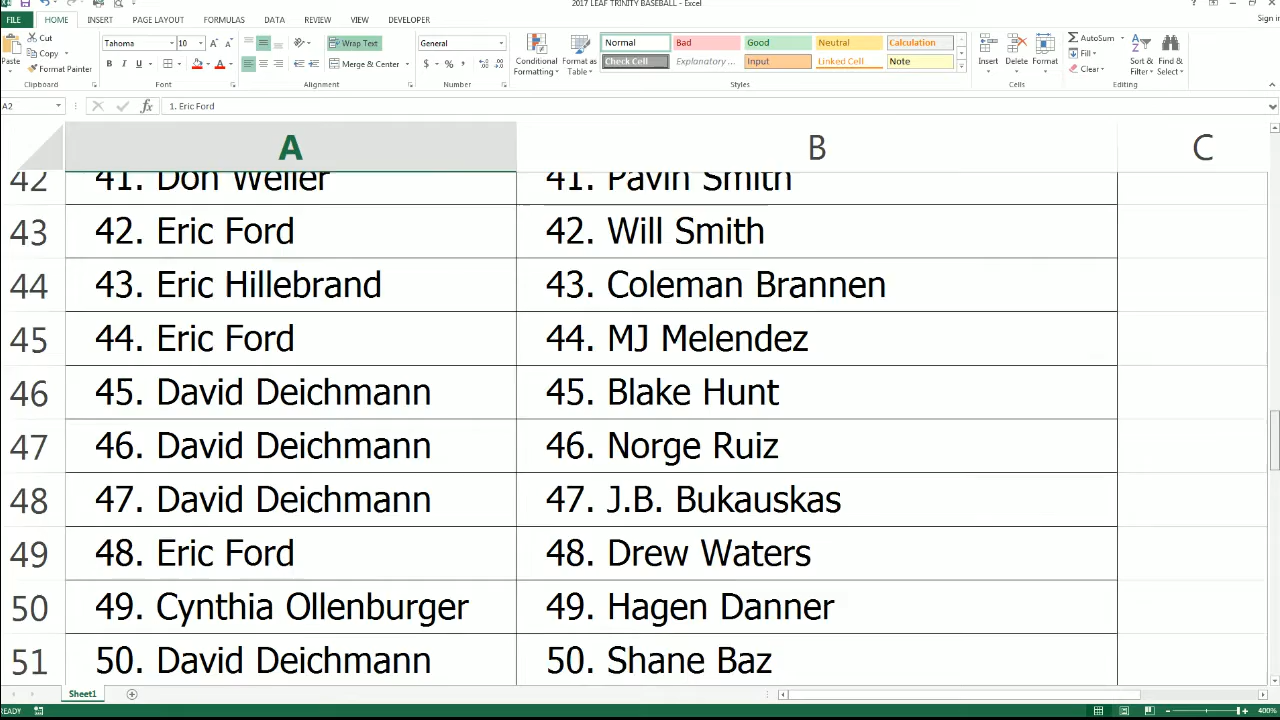 2017 LEAF TRINITY BASEBALL - Excel
Sign in
FILE HOME INSERT PAGE LAYOUT FORMULAS DATA REVIEW VIEW DEVELOPER
Cut
Copy
Format Painter
Paste
Clipboard
Tahoma 10
B I U
Font
Wrap Text
Merge & Center
Alignment
General
$ % ,
Number
Conditional Formatting
Format as Table
Normal Bad Good Neutral Calculation
Check Cell Explanatory ... Input Linked Cell Note
Styles
Insert Delete Format
Cells
AutoSum
Fill
Clear
Sort & Filter
Find & Select
Editing
A2 fx 1. Eric Ford
A B C
42 41. Don Weller 41. Pavin Smith
43 42. Eric Ford 42. Will Smith
44 43. Eric Hillebrand 43. Coleman Brannen
45 44. Eric Ford 44. MJ Melendez
46 45. David Deichmann 45. Blake Hunt
47 46. David Deichmann 46. Norge Ruiz
48 47. David Deichmann 47. J.B. Bukauskas
49 48. Eric Ford 48. Drew Waters
50 49. Cynthia Ollenburger 49. Hagen Danner
51 50. David Deichmann 50. Shane Baz
Sheet1
READY 400%